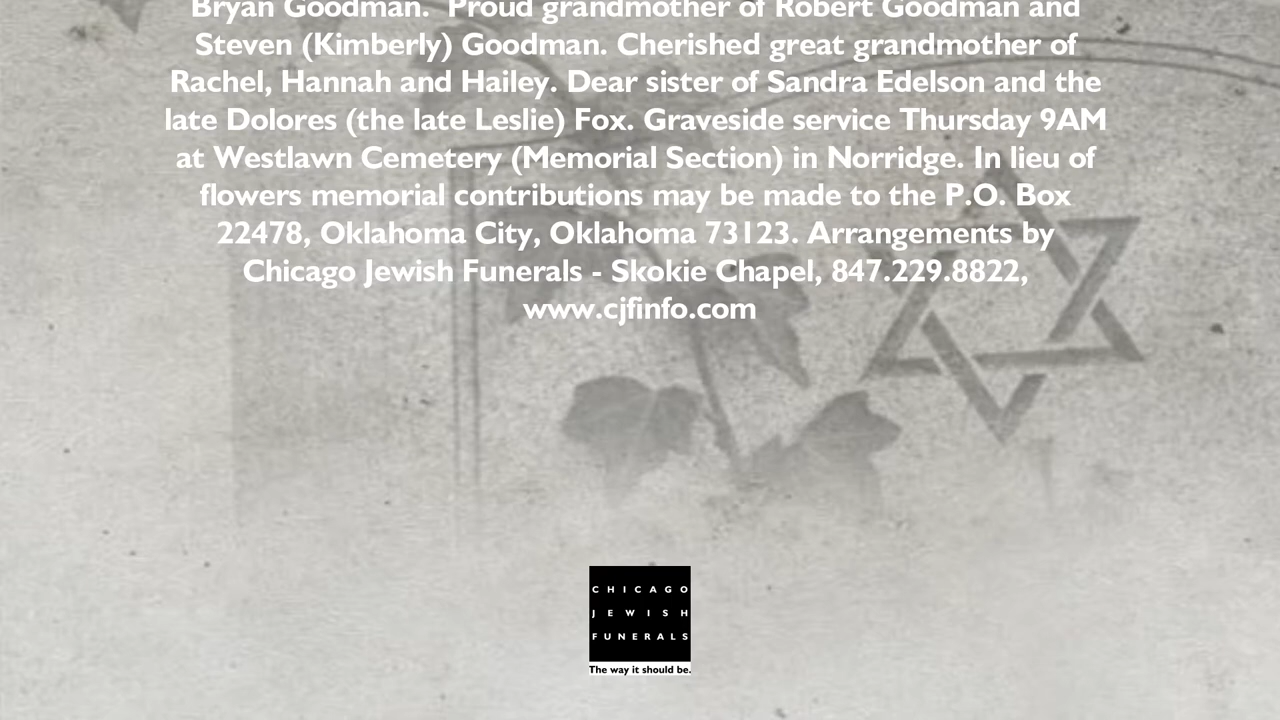 Bryan Goodman. Proud grandmother of Robert Goodman and
Steven (Kimberly) Goodman. Cherished great grandmother of
Rachel, Hannah and Hailey. Dear sister of Sandra Edelson and the
late Dolores (the late Leslie) Fox. Graveside service Thursday 9AM
at Westlawn Cemetery (Memorial Section) in Norridge. In lieu of
flowers memorial contributions may be made to the P.O. Box
22478, Oklahoma City, Oklahoma 73123. Arrangements by
Chicago Jewish Funerals - Skokie Chapel, 847.229.8822,
www.cjfinfo.com
CHICAGO
JEWISH
FUNERALS
The way it should be.